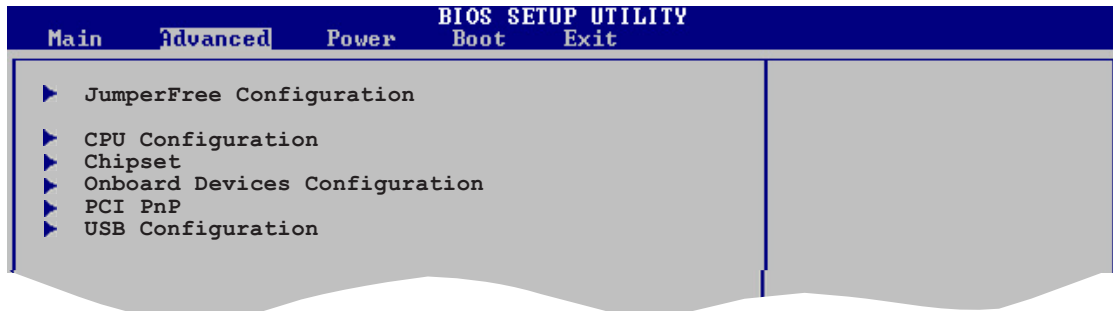 BIOS SETUP UTILITY
Main Advanced Power Boot Exit
JumperFree Configuration
CPU Configuration
Chipset
Onboard Devices Configuration
PCI PnP
USB Configuration